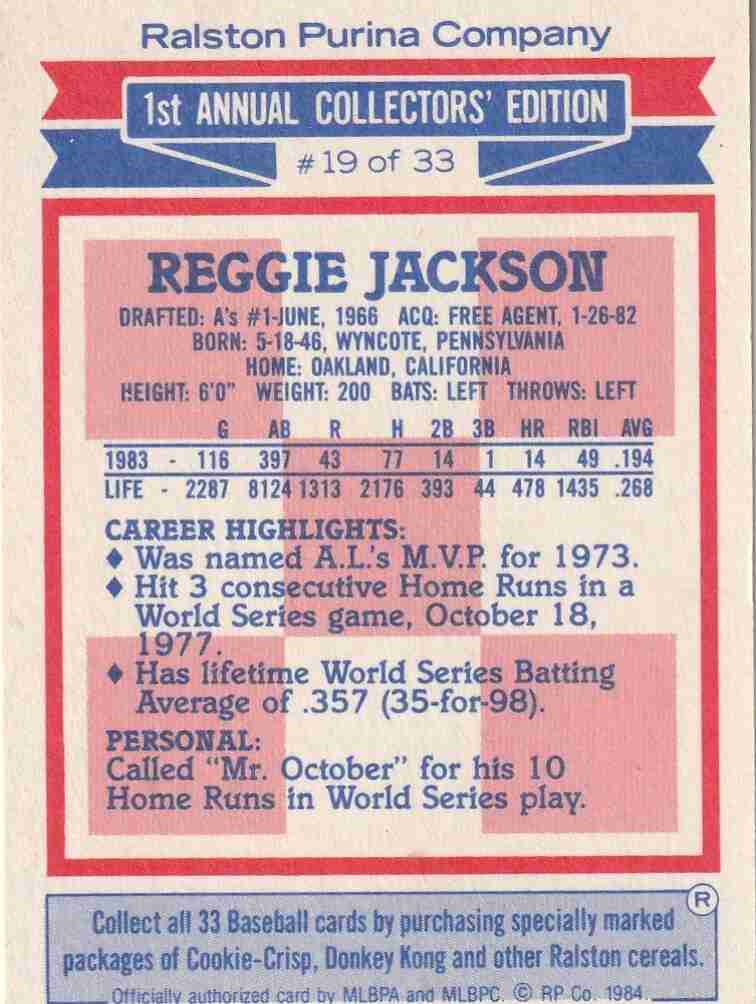 Ralston Purina Company
1st ANNUAL COLLECTORS' EDITION
#19 of 33
REGGIE JACKSON
DRAFTED: A's #1-JUNE, 1966 ACQ: FREE AGENT, 1-26-82
BORN: 5-18-46, WYNCOTE, PENNSYLVANIA
HOME: OAKLAND, CALIFORNIA
HEIGHT: 6'0" WEIGHT: 200 BATS: LEFT THROWS: LEFT
G AB R H 2B 3B HR RBI AVG
1983 - 116 397 43 77 14 1 14 49 .194
LIFE - 2287 8124 1313 2176 393 44 478 1435 .268
CAREER HIGHLIGHTS:
♦ Was named A.L.'s M.V.P. for 1973.
♦ Hit 3 consecutive Home Runs in a
World Series game, October 18,
1977.
♦ Has lifetime World Series Batting
Average of .357 (35-for-98).
PERSONAL:
Called "Mr. October" for his 10
Home Runs in World Series play.
®
Collect all 33 Baseball cards by purchasing specially marked
packages of Cookie-Crisp, Donkey Kong and other Ralston cereals.
Officially authorized card by MLBPA and MLBPC. © RP Co. 1984